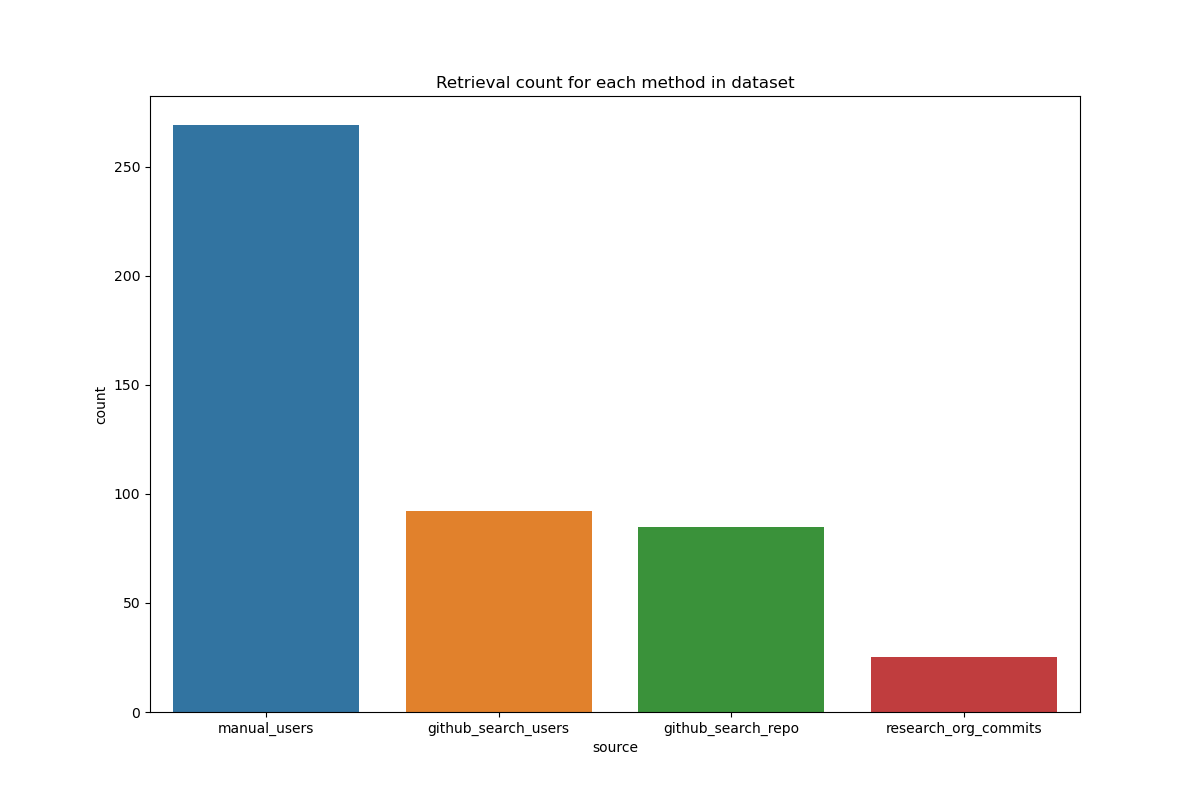 Retrieval count for each method in dataset
250
200
150
100
50
0
count
manual_users github_search_users github_search_repo research_org_commits
source